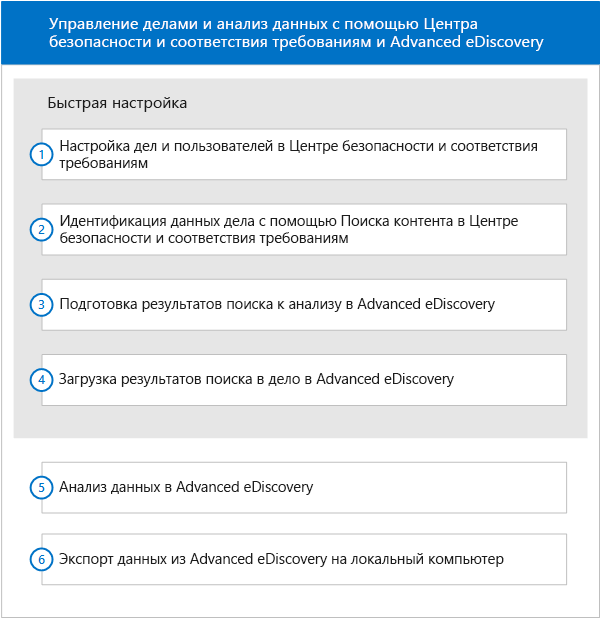 Управление делами и анализ данных с помощью Центра
безопасности и соответствия требованиям и Advanced eDiscovery
Быстрая настройка
1 Настройка дел и пользователей в Центре безопасности и соответствия
требованиям
2 Идентификация данных дела с помощью Поиска контента в Центре
безопасности и соответствия требованиям
3 Подготовка результатов поиска к анализу в Advanced eDiscovery
4 Загрузка результатов поиска в дело в Advanced eDiscovery
5 Анализ данных в Advanced eDiscovery
6 Экспорт данных из Advanced eDiscovery на локальный компьютер